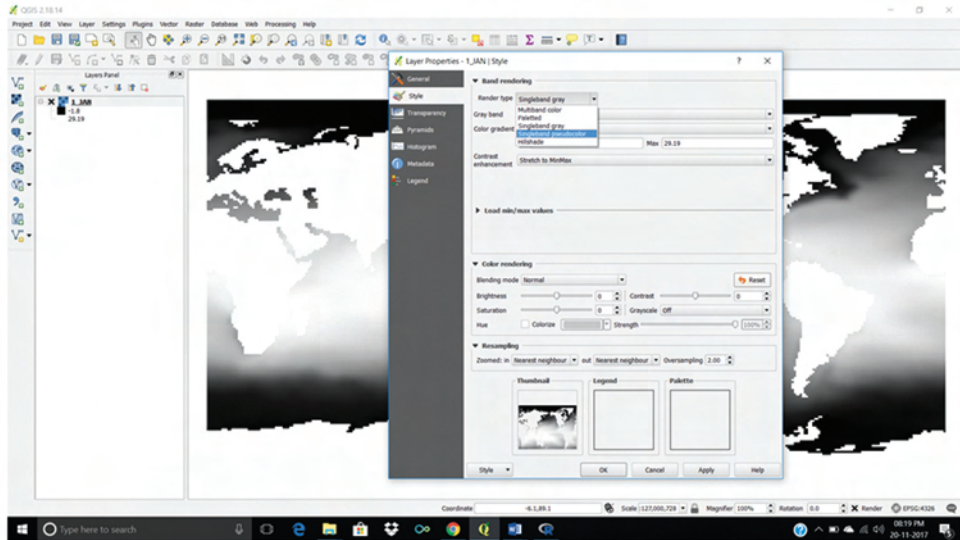 QGIS 2.18.14
Project Edit View Layer Settings Plugins Vector Raster Database Web Processing Help
Layers Panel
1_JAN
-1.8
29.19
Layer Properties - 1_JAN | Style
General
Style
Transparency
Pyramids
Histogram
Metadata
Legend
Band rendering
Render type Singleband gray
Multiband color
Paletted
Singleband gray
Singleband pseudocolor
Hillshade
Gray band
Color gradient
Max 29.19
Contrast
enhancement Stretch to MinMax
Load min/max values
Color rendering
Blending mode Normal Reset
Brightness 0 Contrast 0
Saturation 0 Grayscale Off
Hue Colorize Strength 100%
Resampling
Zoomed: in Nearest neighbour out Nearest neighbour Oversampling 2.00
Thumbnail Legend Palette
Style OK Cancel Apply Help
Coordinate -6.1,89.1 Scale 1:127,000,728 Magnifier 100% Rotation 0.0 Render EPSG:4326
Type here to search
08:19 PM
20-11-2017